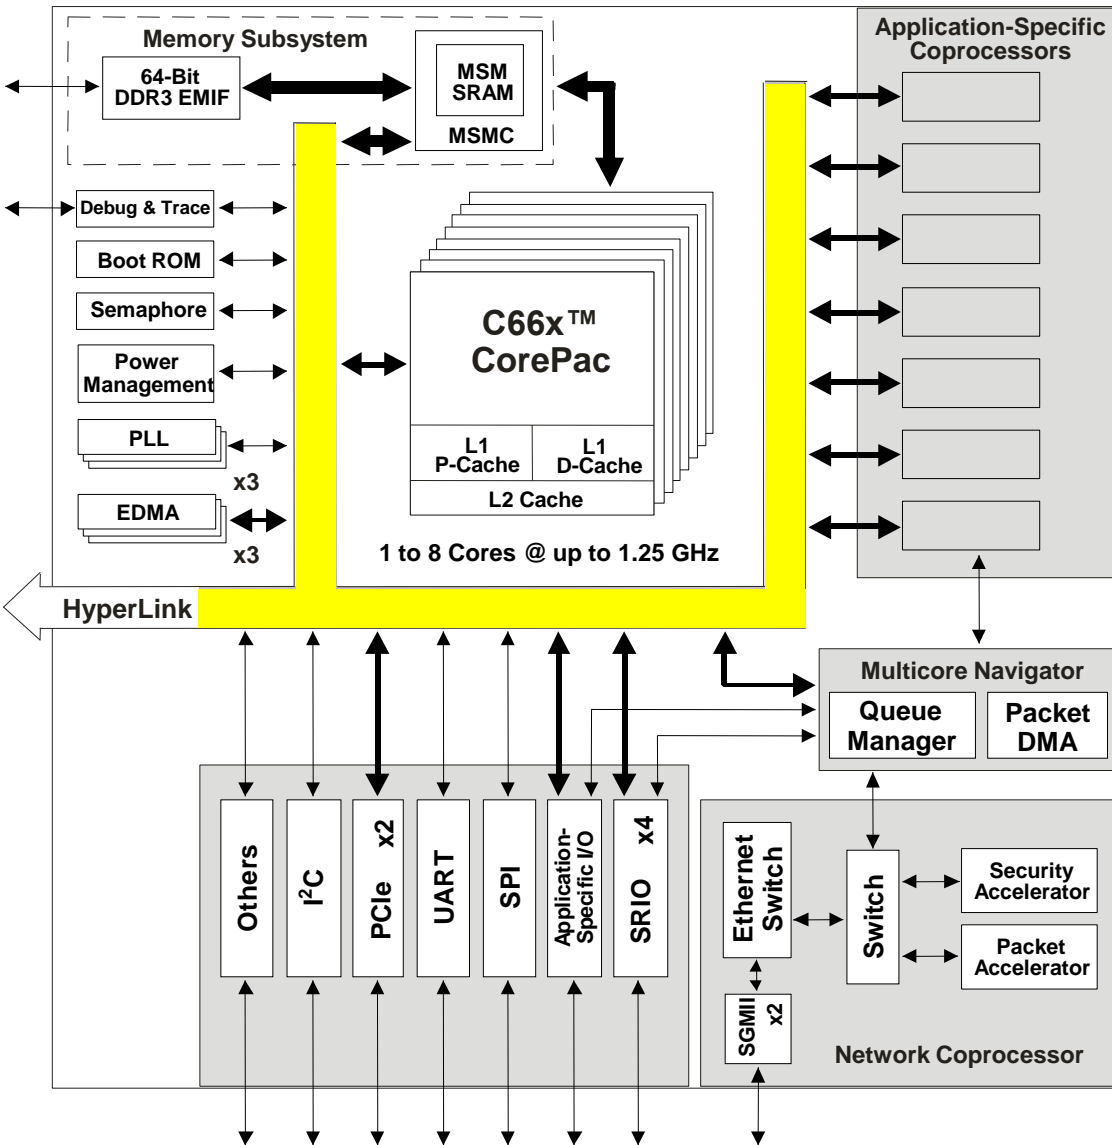 Memory Subsystem
64-Bit
DDR3 EMIF
MSM
SRAM
MSMC
Application-Specific
Coprocessors
Debug & Trace
Boot ROM
Semaphore
Power
Management
PLL
x3
EDMA
x3
C66x™
CorePac
L1
P-Cache
L1
D-Cache
L2 Cache
1 to 8 Cores @ up to 1.25 GHz
HyperLink
Multicore Navigator
Queue
Manager
Packet
DMA
Others
I²C
PCIe x2
UART
SPI
Application-
Specific I/O
SRIO x4
Ethernet
Switch
Switch
Security
Accelerator
Packet
Accelerator
SGMII
x2
Network Coprocessor